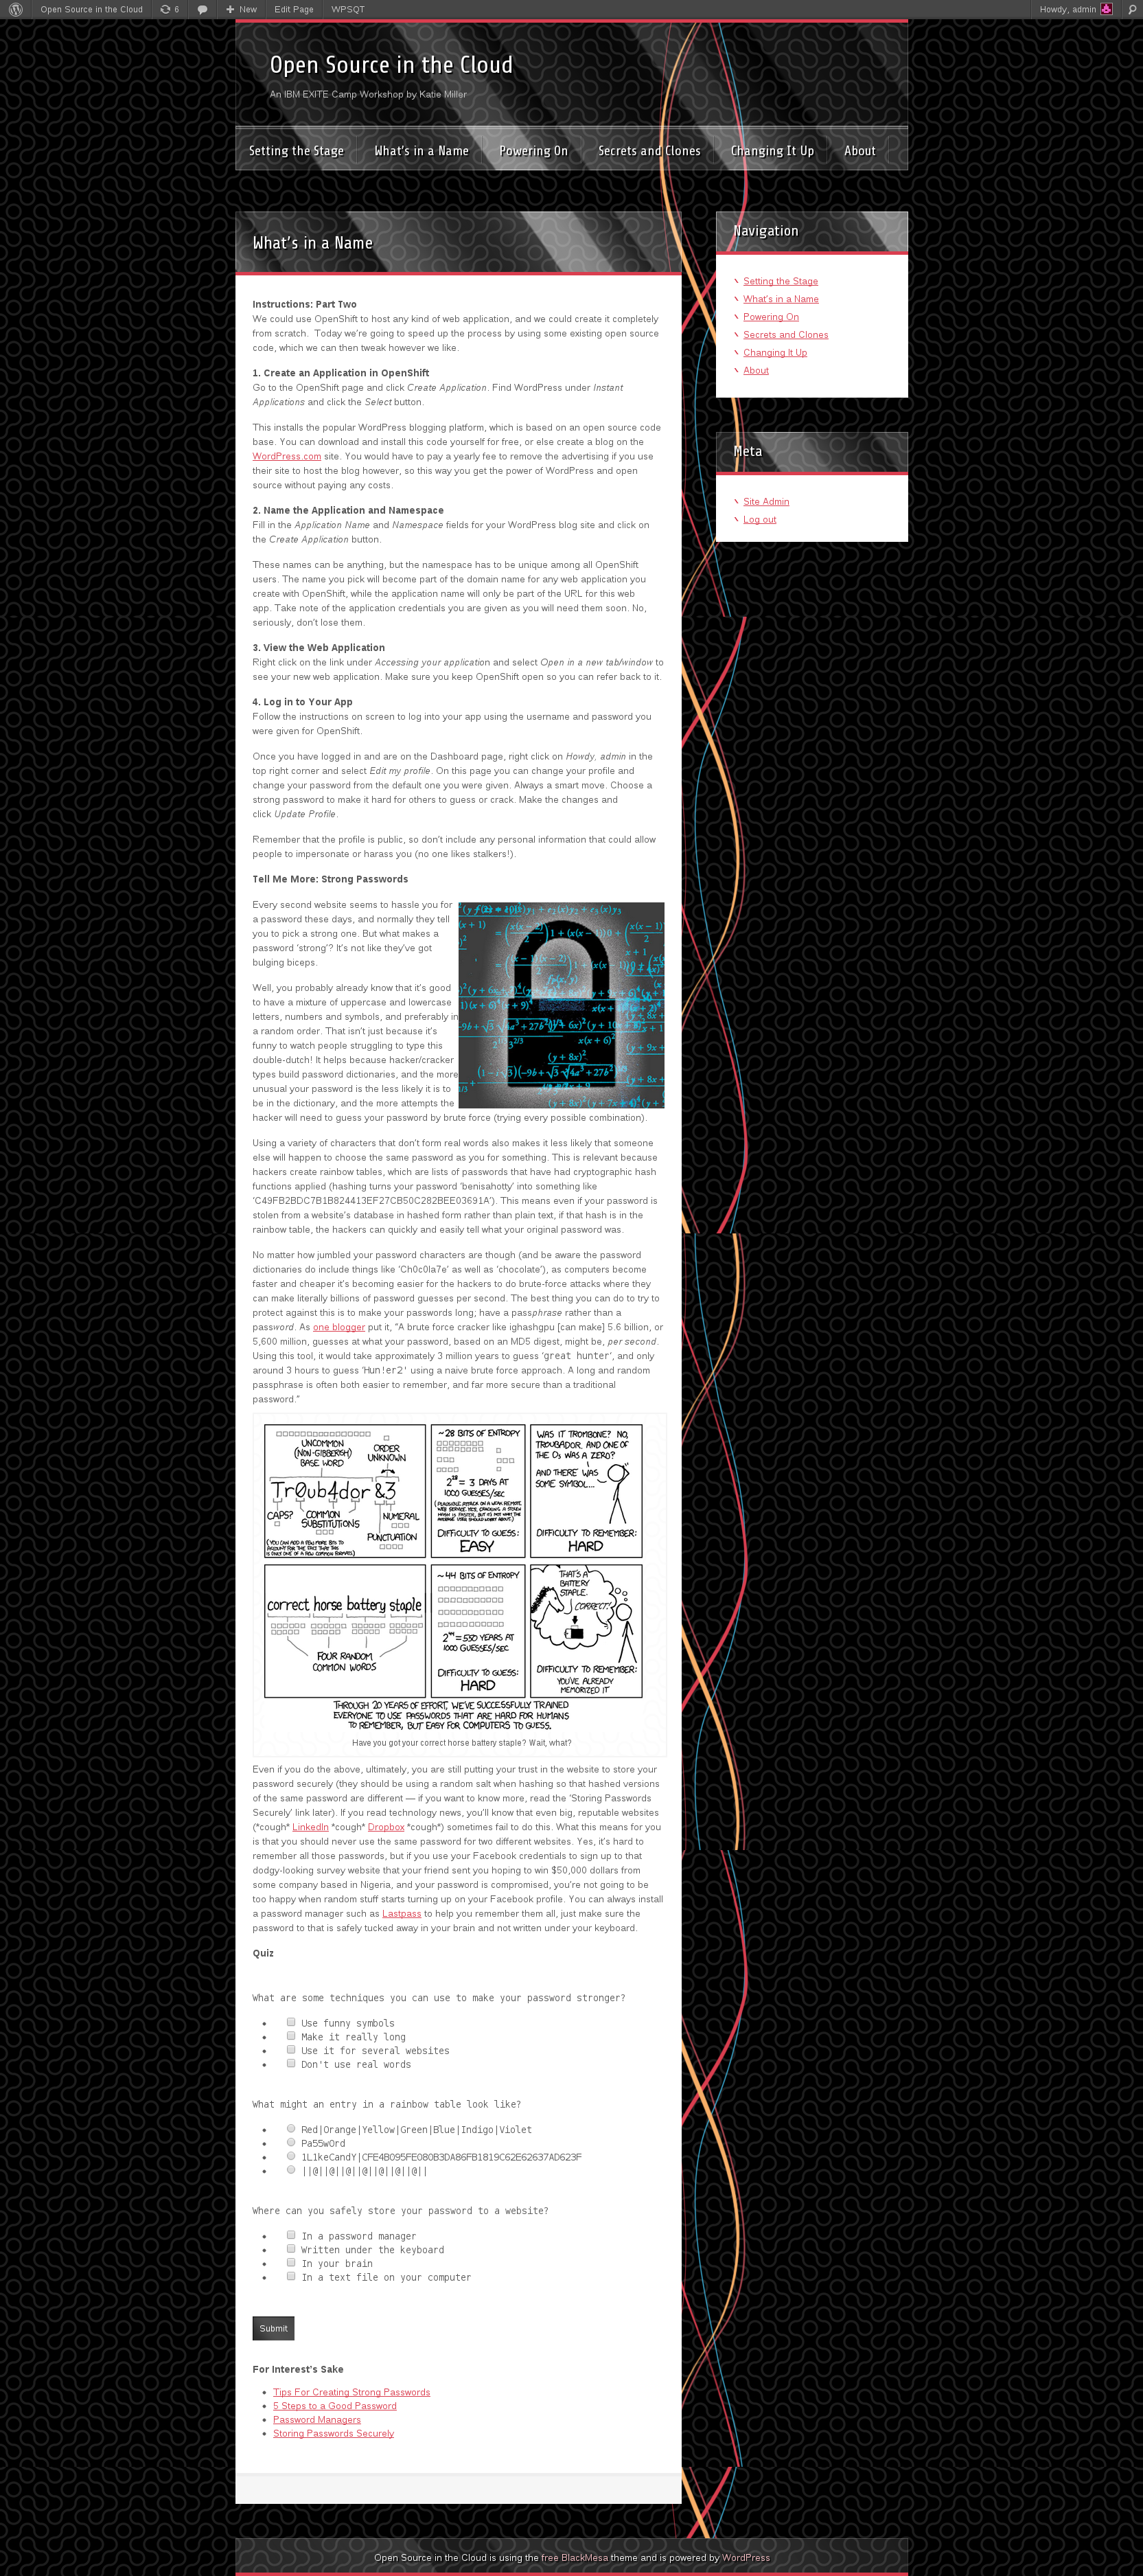 Open Source in the Cloud 6 New Edit Page WPSQT Howdy, admin
Open Source in the Cloud
An IBM EXITE Camp Workshop by Katie Miller
Setting the Stage What's in a Name Powering On Secrets and Clones Changing It Up About
What's in a Name
Instructions: Part Two
We could use OpenShift to host any kind of web application, and we could create it completely
from scratch. Today we're going to speed up the process by using some existing open source
code, which we can then tweak however we like.
1. Create an Application in OpenShift
Go to the OpenShift page and click Create Application. Find WordPress under Instant
Applications and click the Select button.
This installs the popular WordPress blogging platform, which is based on an open source code
base. You can download and install this code yourself for free, or else create a blog on the
WordPress.com site. You would have to pay a yearly fee to remove the advertising if you use
their site to host the blog however, so this way you get the power of WordPress and open
source without paying any costs.
2. Name the Application and Namespace
Fill in the Application Name and Namespace fields for your WordPress blog site and click on
the Create Application button.
These names can be anything, but the namespace has to be unique among all OpenShift
users. The name you pick will become part of the domain name for any web application you
create with OpenShift, while the application name will only be part of the URL for this web
app. Take note of the application credentials you are given as you will need them soon. No,
seriously, don't lose them.
3. View the Web Application
Right click on the link under Accessing your application and select Open in a new tab/window to
see your new web application. Make sure you keep OpenShift open so you can refer back to it.
4. Log in to Your App
Follow the instructions on screen to log into your app using the username and password you
were given for OpenShift.
Once you have logged in and are on the Dashboard page, right click on Howdy, admin in the
top right corner and select Edit my profile. On this page you can change your profile and
change your password from the default one you were given. Always a smart move. Choose a
strong password to make it hard for others to guess or crack. Make the changes and
click Update Profile.
Remember that the profile is public, so don't include any personal information that could allow
people to impersonate or harass you (no one likes stalkers!).
Tell Me More: Strong Passwords
Every second website seems to hassle you for
a password these days, and normally they tell
you to pick a strong one. But what makes a
password 'strong'? It's not like they've got
bulging biceps.
Well, you probably already know that it's good
to have a mixture of uppercase and lowercase
letters, numbers and symbols, and preferably in
a random order. That isn't just because it's
funny to watch people struggling to type this
double-dutch! It helps because hacker/cracker
types build password dictionaries, and the more
unusual your password is the less likely it is to
be in the dictionary, and the more attempts the
hacker will need to guess your password by brute force (trying every possible combination).
Using a variety of characters that don't form real words also makes it less likely that someone
else will happen to choose the same password as you for something. This is relevant because
hackers create rainbow tables, which are lists of passwords that have had cryptographic hash
functions applied (hashing turns your password 'benisahotty' into something like
'C49FB2BDC7B1B824413EF27CB50C282BEE03691A'). This means even if your password is
stolen from a website's database in hashed form rather than plain text, if that hash is in the
rainbow table, the hackers can quickly and easily tell what your original password was.
No matter how jumbled your password characters are though (and be aware the password
dictionaries do include things like 'Ch0c0la7e' as well as 'chocolate'), as computers become
faster and cheaper it's becoming easier for the hackers to do brute-force attacks where they
can make literally billions of password guesses per second. The best thing you can do to try to
protect against this is to make your passwords long; have a passphrase rather than a
password. As one blogger put it, "A brute force cracker like ighashgpu [can make] 5.6 billion, or
5,600 million, guesses at what your password, based on an MD5 digest, might be, per second.
Using this tool, it would take approximately 3 million years to guess 'great hunter', and only
around 3 hours to guess 'Hun!er2' using a naive brute force approach. A long and random
passphrase is often both easier to remember, and far more secure than a traditional
password."
UNCOMMON (NON-GIBBERISH) BASE WORD
ORDER UNKNOWN
Tr0ub4dor &3
CAPS?
COMMON SUBSTITUTIONS
NUMERAL
PUNCTUATION
(YOU CAN ADD A FEW MORE BITS TO
ACCOUNT FOR THE FACT THAT THIS
IS ONLY ONE OF A FEW COMMON FORMATS.)
~28 BITS OF ENTROPY
2^28 = 3 DAYS AT
1000 GUESSES/SEC
(PLAUSIBLE ATTACK ON A WEAK REMOTE
WEB SERVICE. YES, CRACKING A STOLEN
HASH IS FASTER, BUT IT'S NOT WHAT THE
AVERAGE USER SHOULD WORRY ABOUT.)
DIFFICULTY TO GUESS:
EASY
WAS IT TROMBONE? NO,
TROUBADOR. AND ONE OF
THE Os WAS A ZERO?
AND THERE WAS
SOME SYMBOL...
DIFFICULTY TO REMEMBER:
HARD
correct horse battery staple
FOUR RANDOM
COMMON WORDS
~44 BITS OF ENTROPY
2^44 = 550 YEARS AT
1000 GUESSES/SEC
DIFFICULTY TO GUESS:
HARD
THAT'S A
BATTERY
STAPLE.
CORRECT!
DIFFICULTY TO REMEMBER:
YOU'VE ALREADY
MEMORIZED IT
THROUGH 20 YEARS OF EFFORT, WE'VE SUCCESSFULLY TRAINED
EVERYONE TO USE PASSWORDS THAT ARE HARD FOR HUMANS
TO REMEMBER, BUT EASY FOR COMPUTERS TO GUESS.
Have you got your correct horse battery staple? Wait, what?
Even if you do the above, ultimately, you are still putting your trust in the website to store your
password securely (they should be using a random salt when hashing so that hashed versions
of the same password are different — if you want to know more, read the 'Storing Passwords
Securely' link later). If you read technology news, you'll know that even big, reputable websites
(*cough* LinkedIn *cough* Dropbox *cough*) sometimes fail to do this. What this means for you
is that you should never use the same password for two different websites. Yes, it's hard to
remember all those passwords, but if you use your Facebook credentials to sign up to that
dodgy-looking survey website that your friend sent you hoping to win $50,000 dollars from
some company based in Nigeria, and your password is compromised, you're not going to be
too happy when random stuff starts turning up on your Facebook profile. You can always install
a password manager such as Lastpass to help you remember them all, just make sure the
password to that is safely tucked away in your brain and not written under your keyboard.
Quiz
What are some techniques you can use to make your password stronger?
Use funny symbols
Make it really long
Use it for several websites
Don't use real words
What might an entry in a rainbow table look like?
Red|Orange|Yellow|Green|Blue|Indigo|Violet
Pa55w0rd
1L1keCandY|CFE4B095FE080B3DA86FB1819C62E62637AD623F
||@||@||@||@||@||@||@||
Where can you safely store your password to a website?
In a password manager
Written under the keyboard
In your brain
In a text file on your computer
Submit
For Interest's Sake
Tips For Creating Strong Passwords
5 Steps to a Good Password
Password Managers
Storing Passwords Securely
Navigation
Setting the Stage
What's in a Name
Powering On
Secrets and Clones
Changing It Up
About
Meta
Site Admin
Log out
Open Source in the Cloud is using the free BlackMesa theme and is powered by WordPress